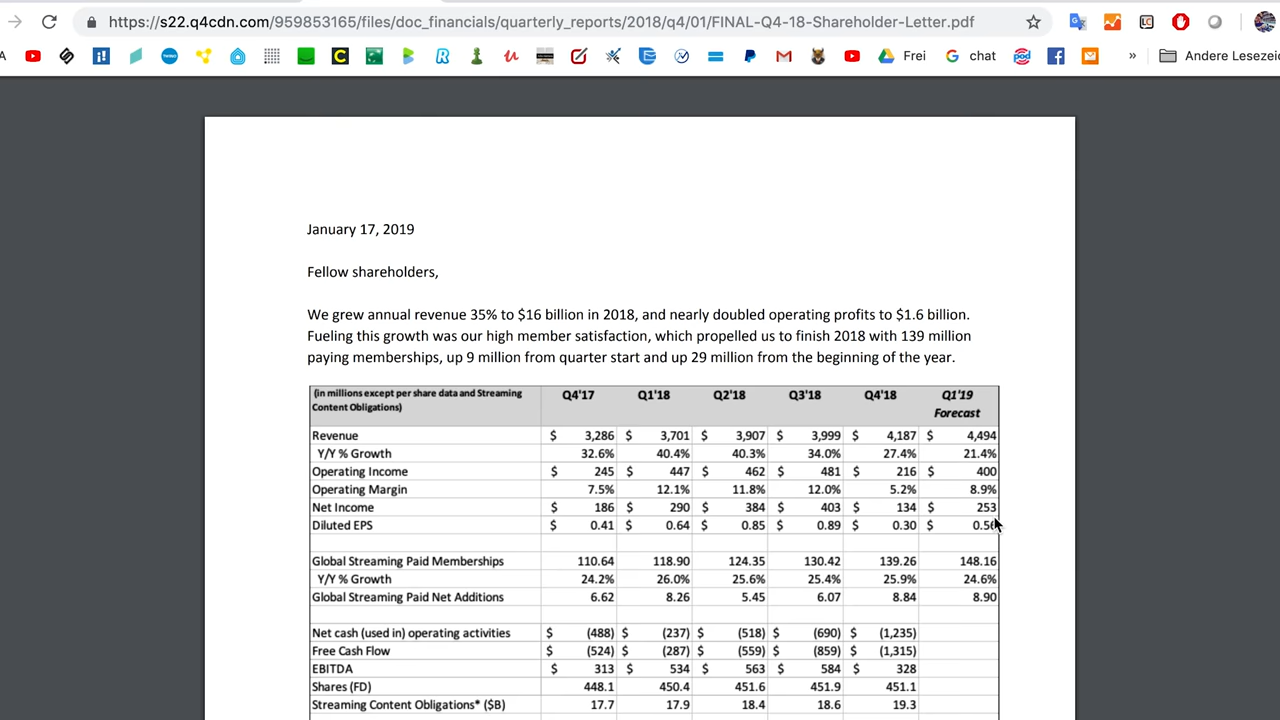 https://s22.q4cdn.com/959853165/files/doc_financials/quarterly_reports/2018/q4/01/FINAL-Q4-18-Shareholder-Letter.pdf
A Frei chat pod » Andere Lesezei
January 17, 2019
Fellow shareholders,
We grew annual revenue 35% to $16 billion in 2018, and nearly doubled operating profits to $1.6 billion.
Fueling this growth was our high member satisfaction, which propelled us to finish 2018 with 139 million
paying memberships, up 9 million from quarter start and up 29 million from the beginning of the year.
(in millions except per share data and Streaming Content Obligations) Q4'17 Q1'18 Q2'18 Q3'18 Q4'18 Q1'19 Forecast
Revenue $ 3,286 $ 3,701 $ 3,907 $ 3,999 $ 4,187 $ 4,494
Y/Y % Growth 32.6% 40.4% 40.3% 34.0% 27.4% 21.4%
Operating Income $ 245 $ 447 $ 462 $ 481 $ 216 $ 400
Operating Margin 7.5% 12.1% 11.8% 12.0% 5.2% 8.9%
Net Income $ 186 $ 290 $ 384 $ 403 $ 134 $ 253
Diluted EPS $ 0.41 $ 0.64 $ 0.85 $ 0.89 $ 0.30 $ 0.56
Global Streaming Paid Memberships 110.64 118.90 124.35 130.42 139.26 148.16
Y/Y % Growth 24.2% 26.0% 25.6% 25.4% 25.9% 24.6%
Global Streaming Paid Net Additions 6.62 8.26 5.45 6.07 8.84 8.90
Net cash (used in) operating activities $ (488) $ (237) $ (518) $ (690) $ (1,235)
Free Cash Flow $ (524) $ (287) $ (559) $ (859) $ (1,315)
EBITDA $ 313 $ 534 $ 563 $ 584 $ 328
Shares (FD) 448.1 450.4 451.6 451.9 451.1
Streaming Content Obligations* ($B) 17.7 17.9 18.4 18.6 19.3